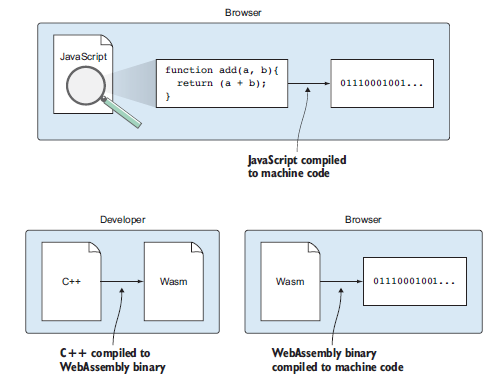 Browser
JavaScript
function add(a, b){
return (a + b);
}
01110001001...
JavaScript compiled
to machine code
Developer
Browser
C++
Wasm
Wasm
01110001001...
C++ compiled to
WebAssembly binary
WebAssembly binary
compiled to machine code